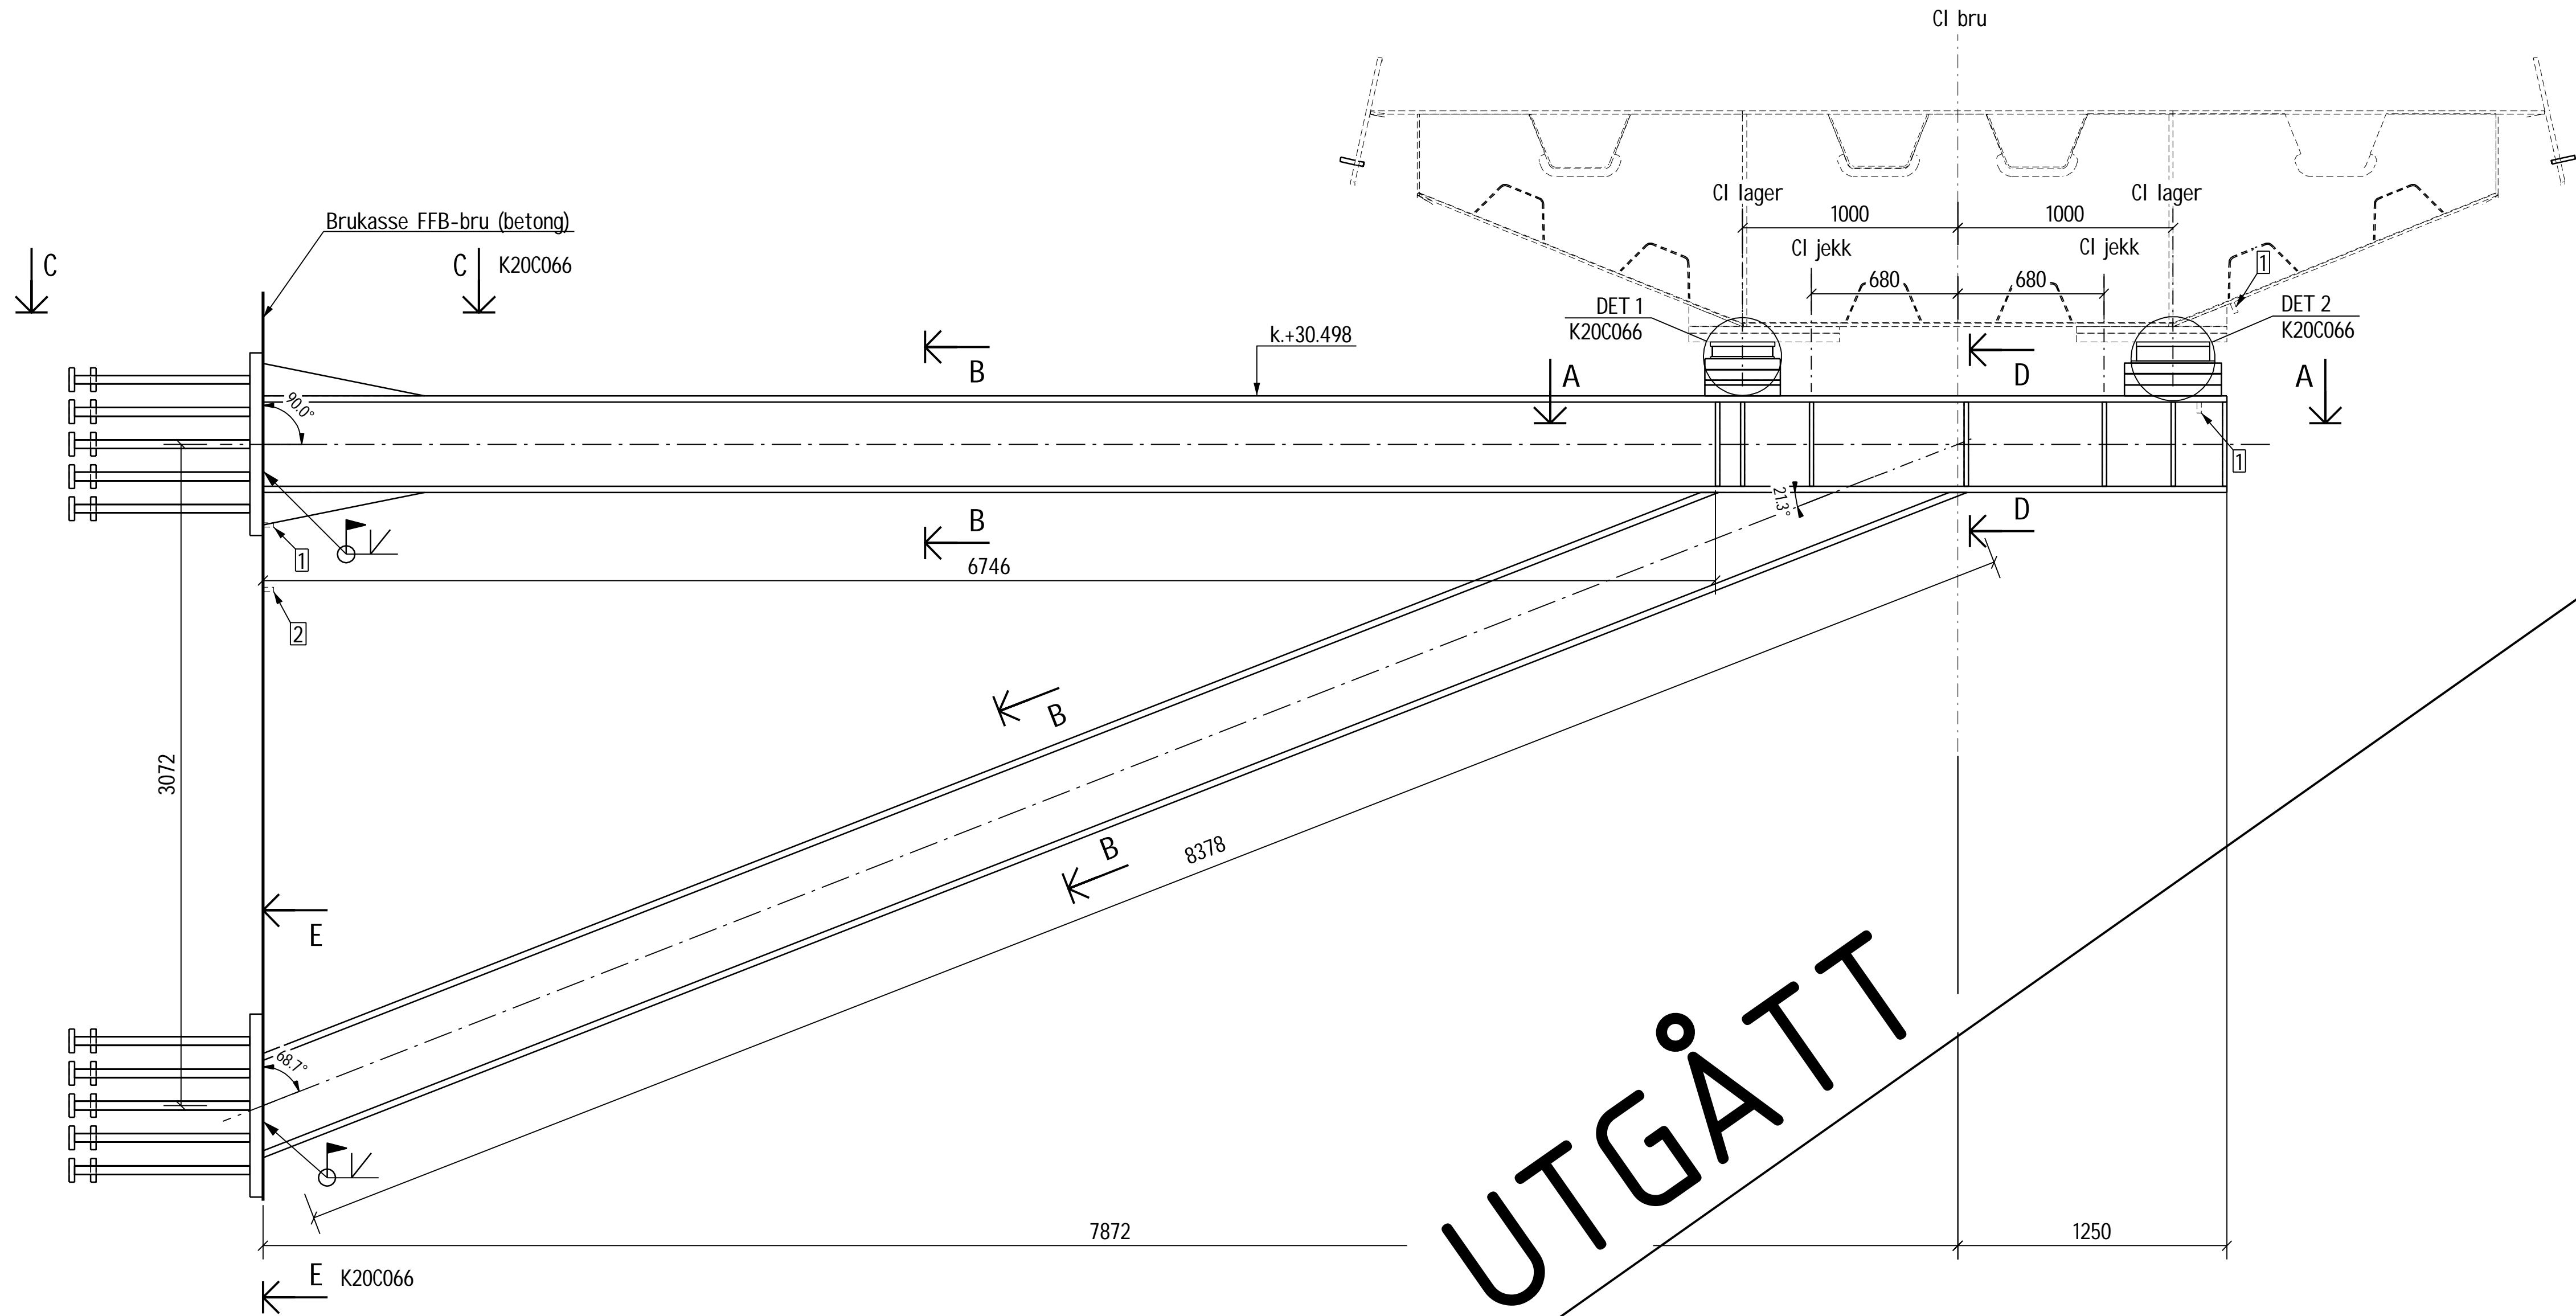 Cl bru
Cl lager
Cl lager
1000
1000
Cl jekk
Cl jekk
680
680
1
DET 1
K20C066
DET 2
K20C066
Brukasse FFB-bru (betong)
C
C
K20C066
k.+30.498
B
D
A
A
90.0°
1
21.3°
B
D
1
6746
2
B
3072
B
8378
E
68.7°
UTGÅTT
7872
1250
E
K20C066